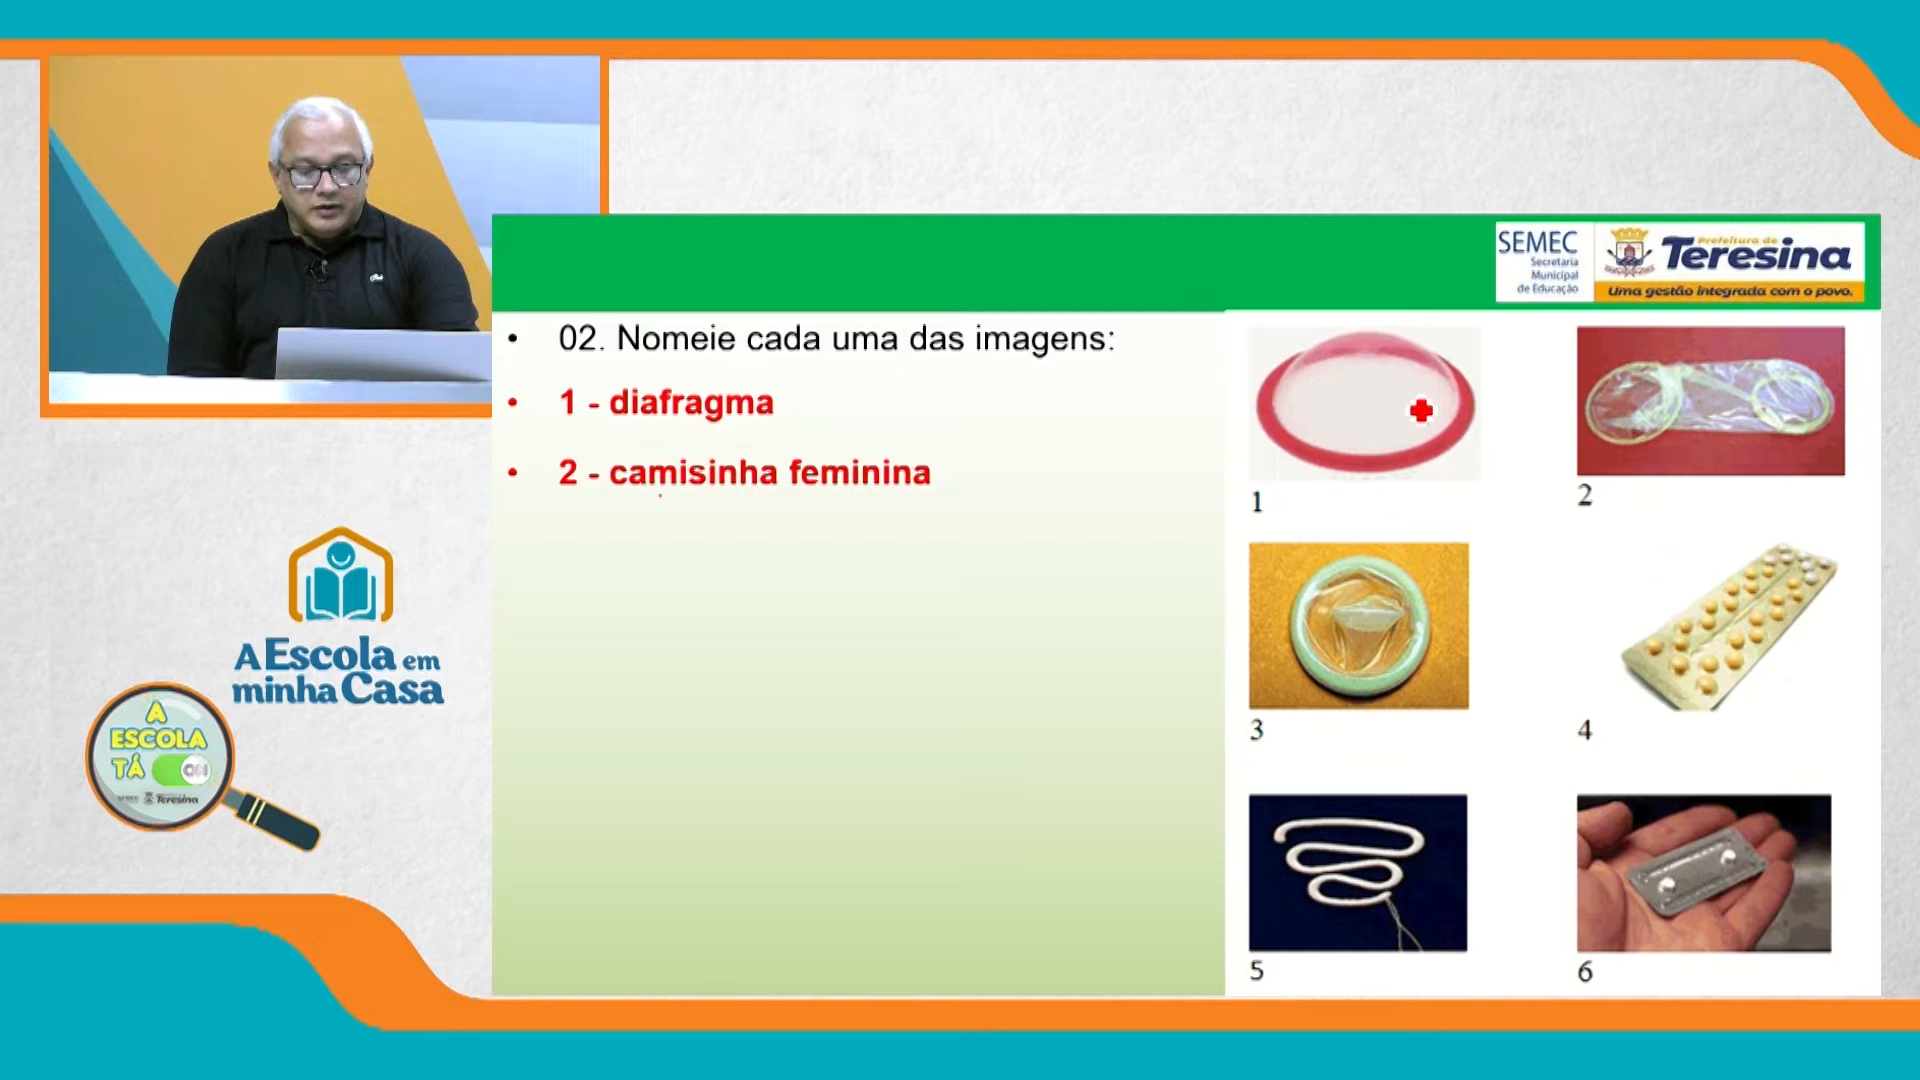 SEMEC
Secretaria
Municipal
de Educação
Prefeitura de
Teresina
Uma gestão integrada com o povo.
• 02. Nomeie cada uma das imagens:
• 1 - diafragma
• 2 - camisinha feminina
1
2
3
4
5
6
A Escola em
minha Casa
A
ESCOLA
TÁ ON
SEMEC Teresina